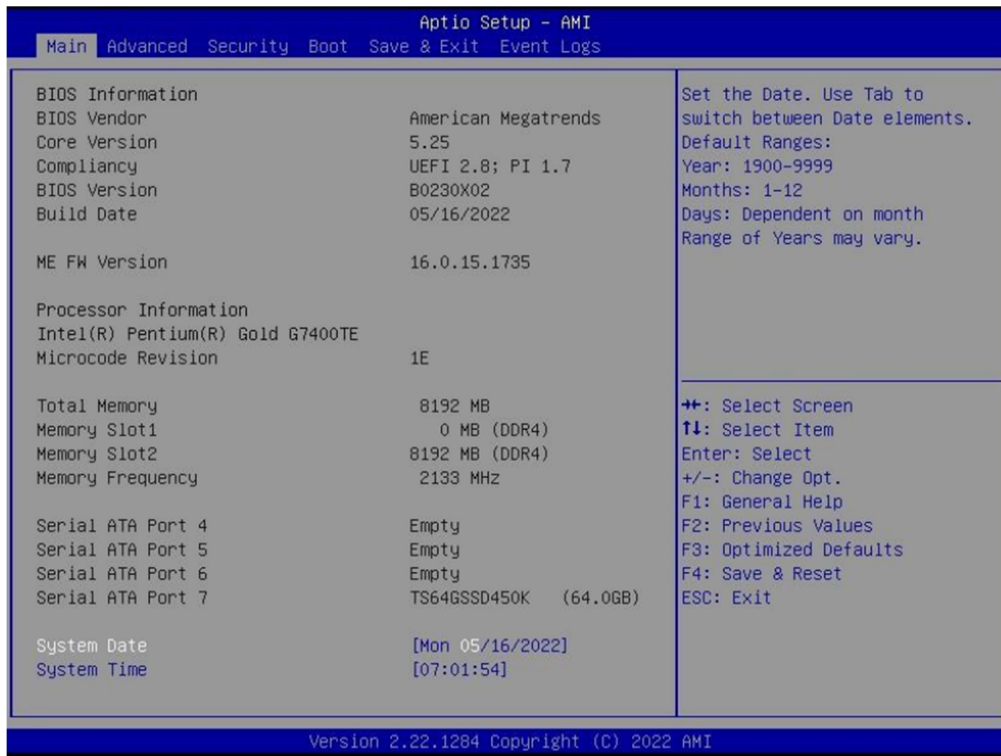 Aptio Setup - AMI
Main Advanced Security Boot Save & Exit Event Logs
BIOS Information
BIOS Vendor American Megatrends
Core Version 5.25
Compliancy UEFI 2.8; PI 1.7
BIOS Version B0230X02
Build Date 05/16/2022
ME FW Version 16.0.15.1735
Processor Information
Intel(R) Pentium(R) Gold G7400TE
Microcode Revision 1E
Total Memory 8192 MB
Memory Slot1 0 MB (DDR4)
Memory Slot2 8192 MB (DDR4)
Memory Frequency 2133 MHz
Serial ATA Port 4 Empty
Serial ATA Port 5 Empty
Serial ATA Port 6 Empty
Serial ATA Port 7 TS64GSSD450K (64.0GB)
System Date [Mon 05/16/2022]
System Time [07:01:54]
Set the Date. Use Tab to
switch between Date elements.
Default Ranges:
Year: 1900-9999
Months: 1-12
Days: Dependent on month
Range of Years may vary.
→←: Select Screen
↑↓: Select Item
Enter: Select
+/-: Change Opt.
F1: General Help
F2: Previous Values
F3: Optimized Defaults
F4: Save & Reset
ESC: Exit
Version 2.22.1284 Copyright (C) 2022 AMI